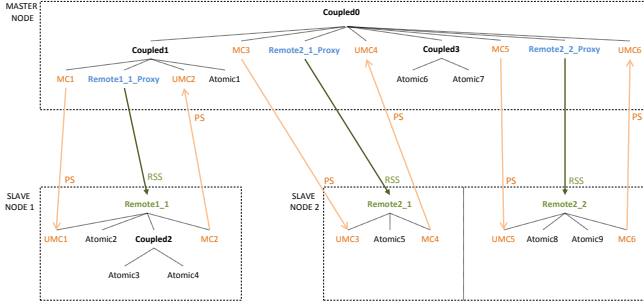 MASTER
NODE
Coupled0
Coupled1 MC3 Remote2_1_Proxy UMC4 Coupled3 MC5 Remote2_2_Proxy UMC6
MC1 Remote1_1_Proxy UMC2 Atomic1 Atomic6 Atomic7
PS PS PS
PS RSS RSS PS RSS
SLAVE
NODE 1
Remote1_1
SLAVE
NODE 2
Remote2_1 Remote2_2
UMC1 Atomic2 Coupled2 MC2 UMC3 Atomic5 MC4 UMC5 Atomic8 Atomic9 MC6
Atomic3 Atomic4